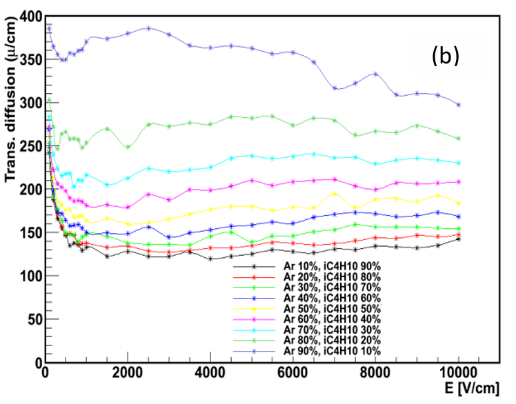 400
350
300
250
200
150
100
50
0
Trans. diffusion (μ/cm)
(b)
Ar 10%, iC4H10 90%
Ar 20%, iC4H10 80%
Ar 30%, iC4H10 70%
Ar 40%, iC4H10 60%
Ar 50%, iC4H10 50%
Ar 60%, iC4H10 40%
Ar 70%, iC4H10 30%
Ar 80%, iC4H10 20%
Ar 90%, iC4H10 10%
0 2000 4000 6000 8000 10000
E [V/cm]